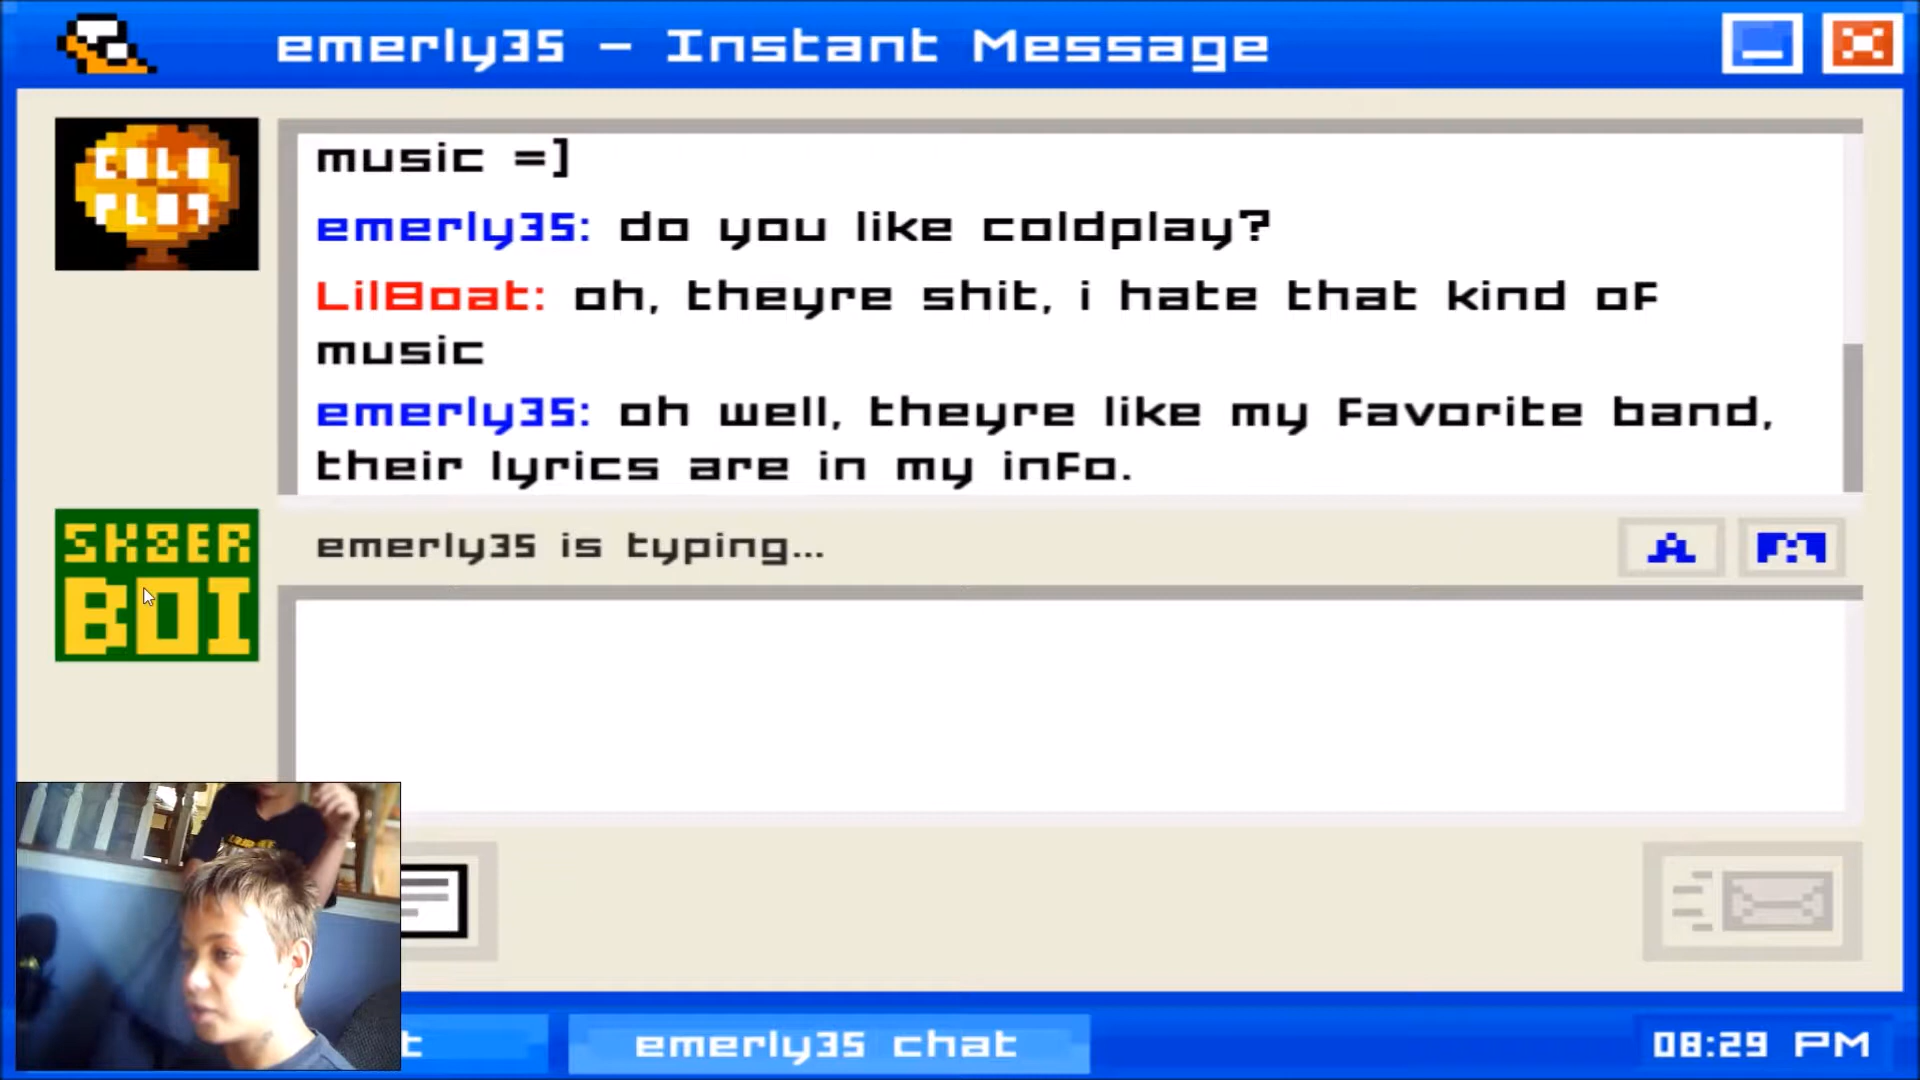 emerly35 - Instant Message
COLD
PLAY
music =]
emerly35: do you like coldplay?
LilBoat: oh, theyre shit, i hate that kind of
music
emerly35: oh well, theyre like my favorite band,
their lyrics are in my info.
SK8ER
BOI
emerly35 is typing...
A
A
t
emerly35 chat
08:29 PM